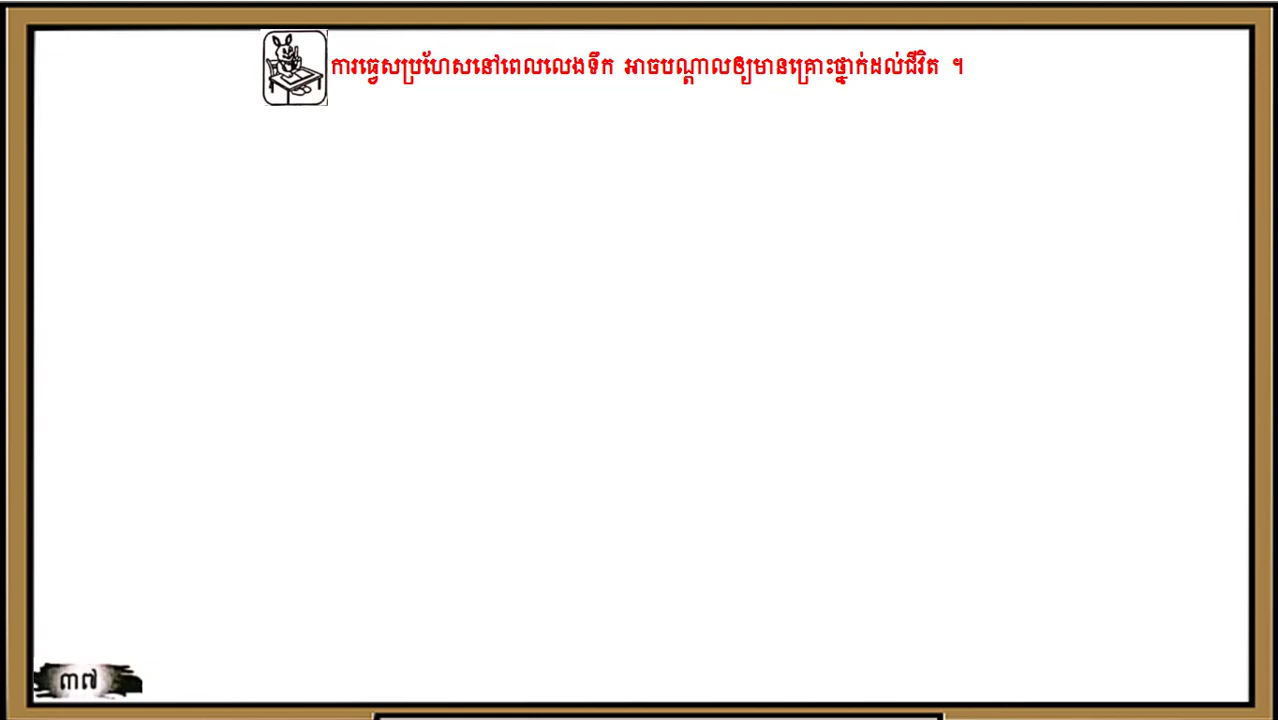 ការធ្វេសប្រហែសនៅពេលលេងទឹក អាចបណ្តាលឲ្យមានគ្រោះថ្នាក់ដល់ជីវិត ។
៣៧